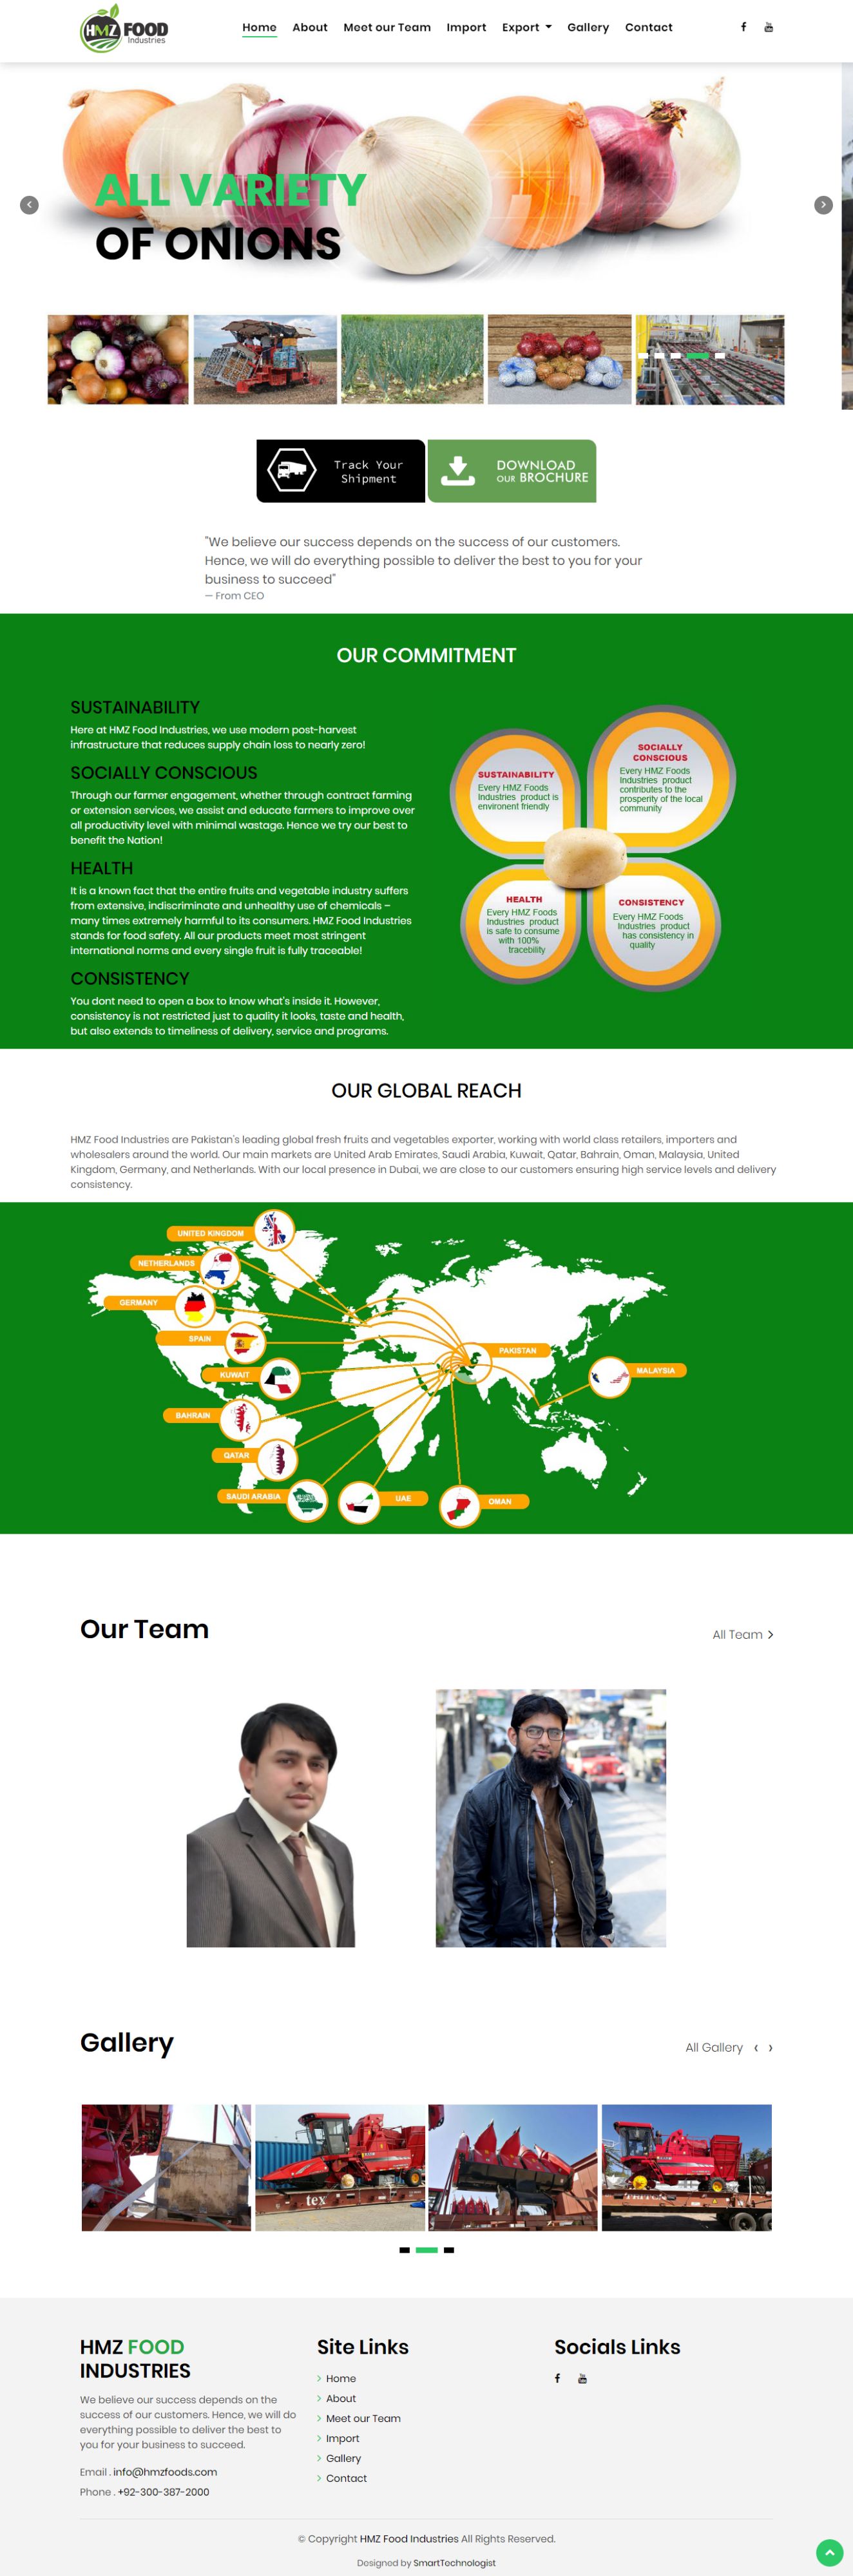 HMZ FOOD
Industries
Home About Meet our Team Import Export Gallery Contact
ALL VARIETY
OF ONIONS
Track Your
Shipment
DOWNLOAD
OUR BROCHURE
"We believe our success depends on the success of our customers.
Hence, we will do everything possible to deliver the best to you for your
business to succeed"
— From CEO
OUR COMMITMENT
SUSTAINABILITY
Here at HMZ Food Industries, we use modern post-harvest
infrastructure that reduces supply chain loss to nearly zero!
SOCIALLY CONSCIOUS
Through our farmer engagement, whether through contract farming
or extension services, we assist and educate farmers to improve over
all productivity level with minimal wastage. Hence we try our best to
benefit the Nation!
HEALTH
It is a known fact that the entire fruits and vegetable industry suffers
from extensive, indiscriminate and unhealthy use of chemicals –
many times extremely harmful to its consumers. HMZ Food Industries
stands for food safety. All our products meet most stringent
international norms and every single fruit is fully traceable!
CONSISTENCY
You dont need to open a box to know what's inside it. However,
consistency is not restricted just to quality it looks, taste and health,
but also extends to timeliness of delivery, service and programs.
SUSTAINABILITY
Every HMZ Foods
Industries product is
environent friendly
SOCIALLY
CONSCIOUS
Every HMZ Foods
Industries product
contributes to the
prosperity of the local
community
HEALTH
Every HMZ Foods
Industries product
is safe to consume
with 100%
tracebility
CONSISTENCY
Every HMZ Foods
Industries product
has consistency in
quality
OUR GLOBAL REACH
HMZ Food Industries are Pakistan's leading global fresh fruits and vegetables exporter, working with world class retailers, importers and
wholesalers around the world. Our main markets are United Arab Emirates, Saudi Arabia, Kuwait, Qatar, Bahrain, Oman, Malaysia, United
Kingdom, Germany, and Netherlands. With our local presence in Dubai, we are close to our customers ensuring high service levels and delivery
consistency.
UNITED KINGDOM
NETHERLANDS
GERMANY
SPAIN
PAKISTAN
KUWAIT
MALAYSIA
BAHRAIN
QATAR
SAUDI ARABIA
UAE
OMAN
Our Team
All Team
Gallery
All Gallery
tex
HMZ FOOD
INDUSTRIES
We believe our success depends on the
success of our customers. Hence, we will do
everything possible to deliver the best to
you for your business to succeed.
Email . info@hmzfoods.com
Phone . +92-300-387-2000
Site Links
Home
About
Meet our Team
Import
Gallery
Contact
Socials Links
© Copyright HMZ Food Industries All Rights Reserved.
Designed by SmartTechnologist